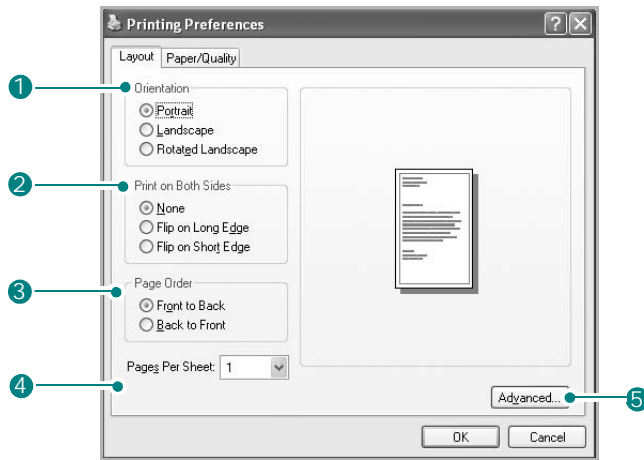 Printing Preferences
Layout Paper/Quality
1
Orientation
Portrait
Landscape
Rotated Landscape
2
Print on Both Sides
None
Flip on Long Edge
Flip on Short Edge
3
Page Order
Front to Back
Back to Front
4
Pages Per Sheet: 1
Advanced...
5
OK Cancel